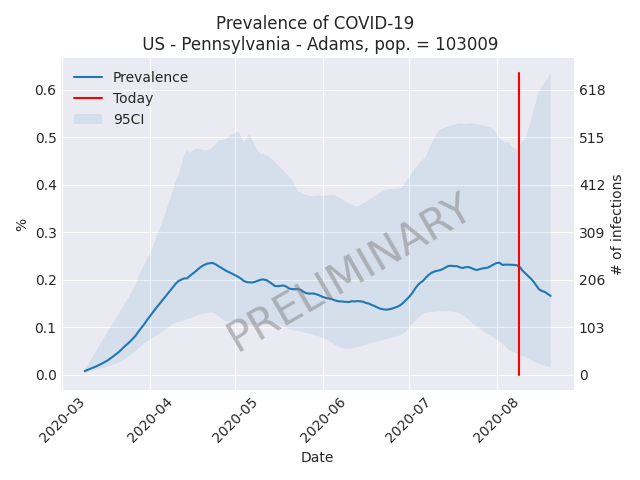 Prevalence of COVID-19
US - Pennsylvania - Adams, pop. = 103009
Prevalence
Today
95CI
PRELIMINARY
%
0.6
0.5
0.4
0.3
0.2
0.1
0.0
618
515
412
309
206
103
0
# of infections
2020-03
2020-04
2020-05
2020-06
2020-07
2020-08
Date